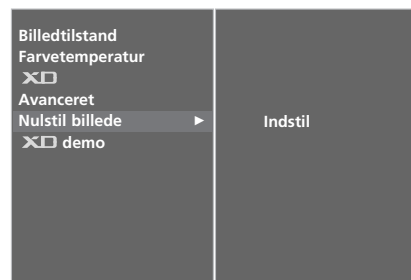 Billedtilstand
Farvetemperatur
XD
Avanceret
Nulstil billede ► Indstil
XD demo